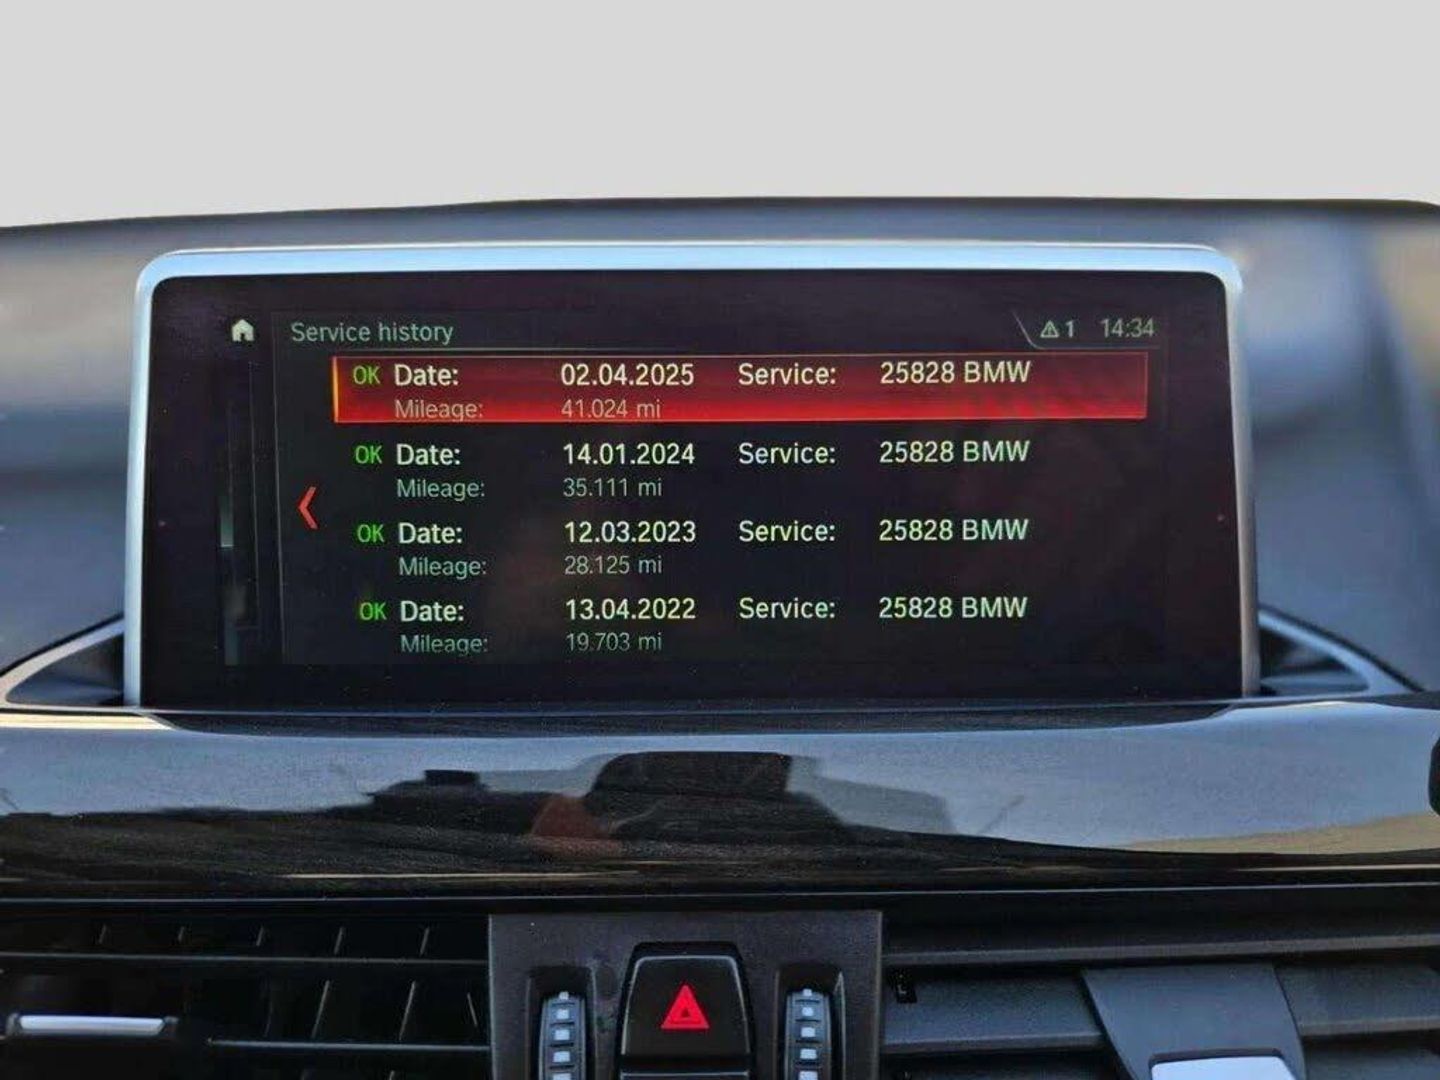 Service history 1 14:34
OK Date: 02.04.2025 Service: 25828 BMW
Mileage: 41.024 mi
OK Date: 14.01.2024 Service: 25828 BMW
Mileage: 35.111 mi
OK Date: 12.03.2023 Service: 25828 BMW
Mileage: 28.125 mi
OK Date: 13.04.2022 Service: 25828 BMW
Mileage: 19.703 mi